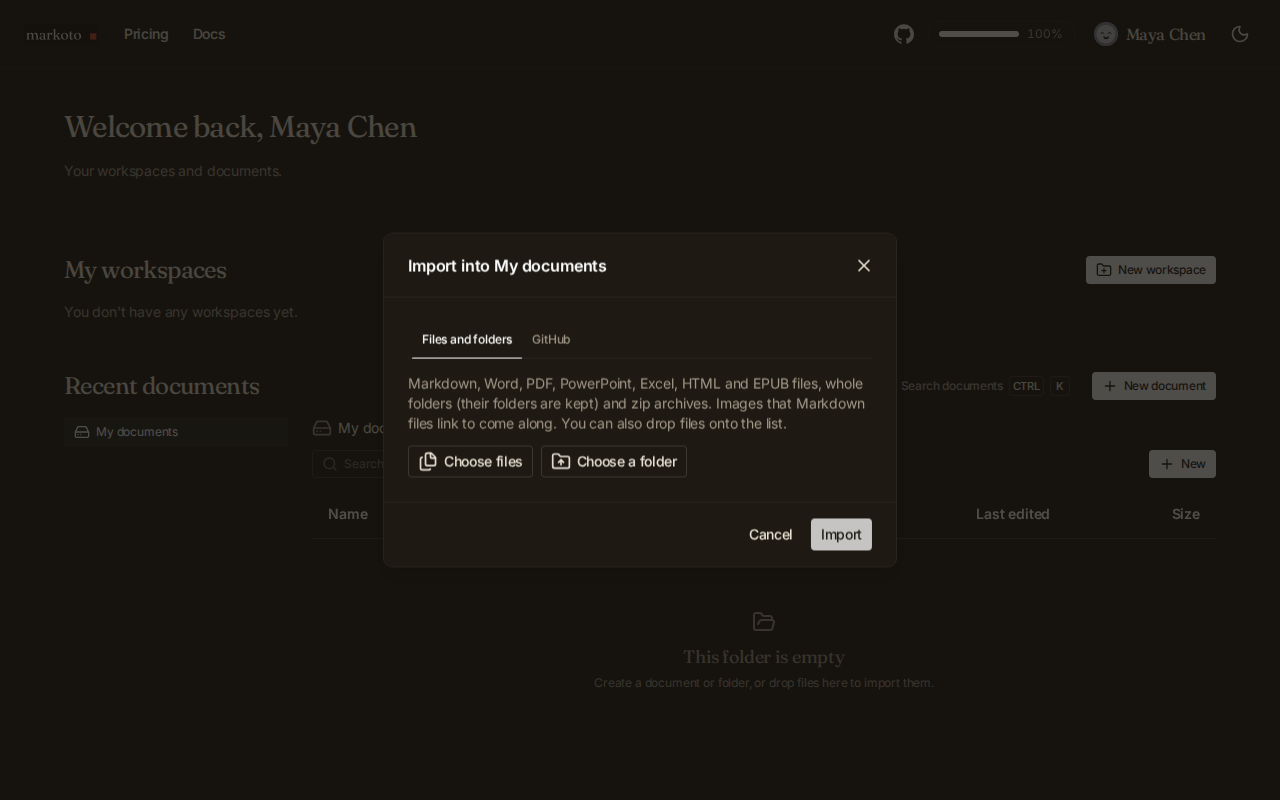 markoto
Pricing
Docs
100%
Maya Chen
Welcome back, Maya Chen
Your workspaces and documents.
My workspaces
New workspace
You don't have any workspaces yet.
Recent documents
Search documents
CTRL
K
New document
My documents
My doc
Search
New
Name
Last edited
Size
This folder is empty
Create a document or folder, or drop files here to import them.
Import into My documents
Files and folders
GitHub
Markdown, Word, PDF, PowerPoint, Excel, HTML and EPUB files, whole
folders (their folders are kept) and zip archives. Images that Markdown
files link to come along. You can also drop files onto the list.
Choose files
Choose a folder
Cancel
Import